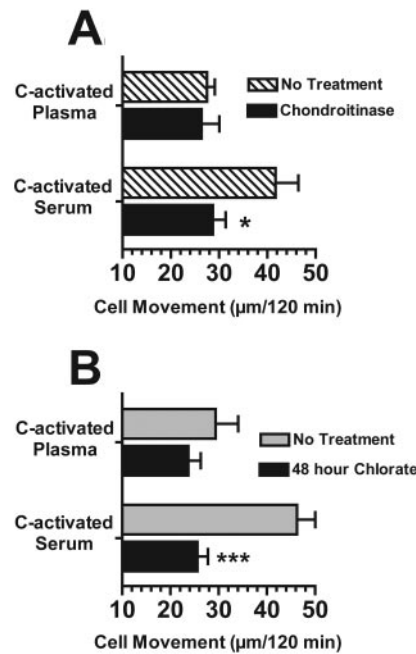 A
C-activated
Plasma
No Treatment
Chondroitinase
C-activated
Serum
*
10 20 30 40 50
Cell Movement (µm/120 min)
B
C-activated
Plasma
No Treatment
48 hour Chlorate
C-activated
Serum
***
10 20 30 40 50
Cell Movement (µm/120 min)